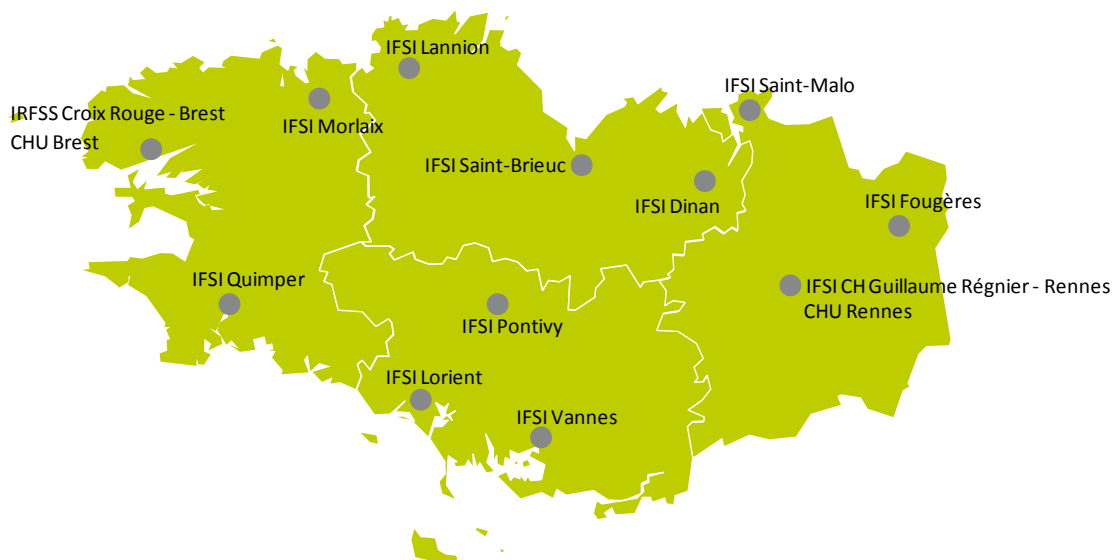 IFSI Lannion
IFSI Saint-Malo
IRFSS Croix Rouge - Brest
CHU Brest
IFSI Morlaix
IFSI Saint-Brieuc
IFSI Dinan
IFSI Fougères
IFSI Quimper
IFSI CH Guillaume Régnier - Rennes
CHU Rennes
IFSI Pontivy
IFSI Lorient
IFSI Vannes